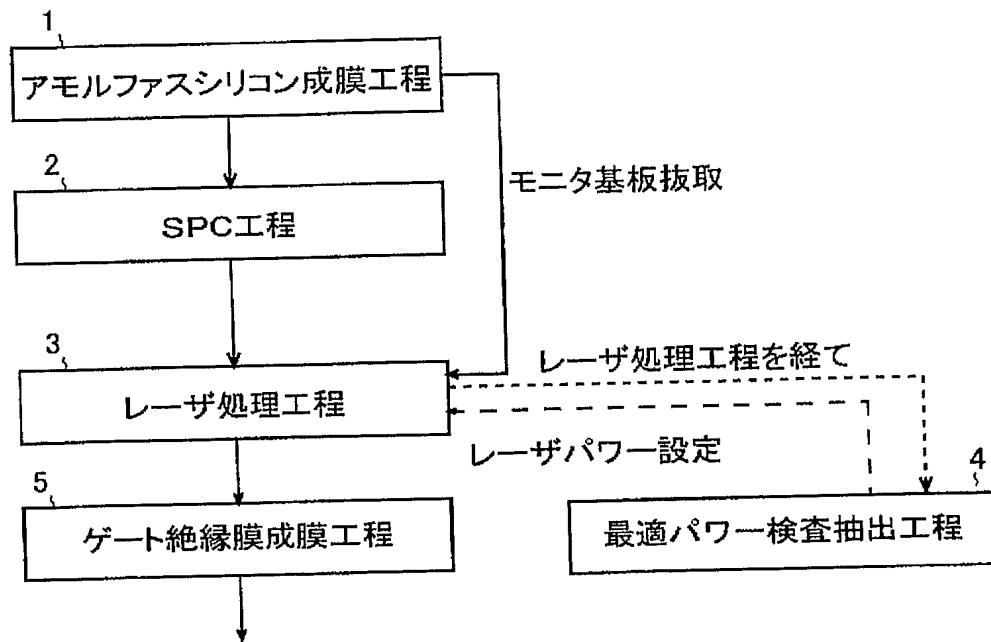 1
アモルファスシリコン成膜工程
2
SPC工程
モニタ基板抜取
3
レーザ処理工程
レーザ処理工程を経て
レーザパワー設定
4
最適パワー検査抽出工程
5
ゲート絶縁膜成膜工程